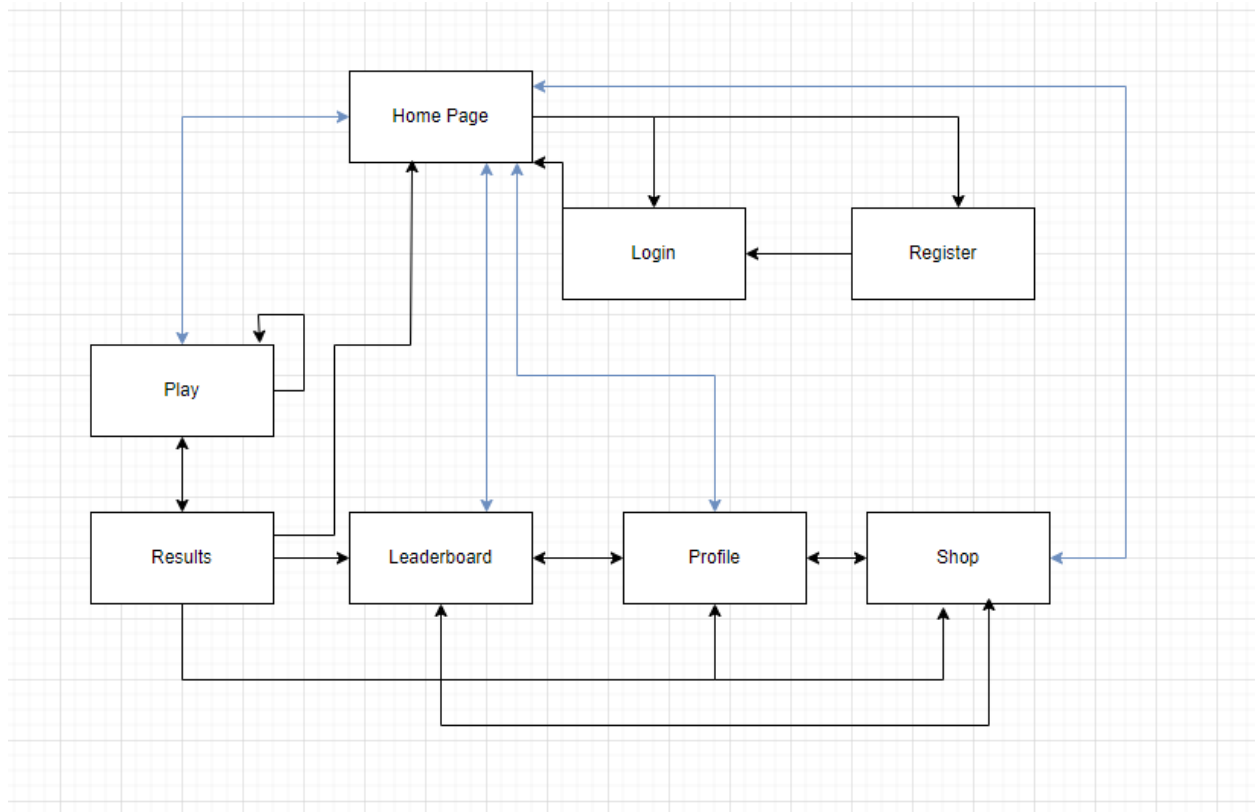 Home Page
Login
Register
Play
Results
Leaderboard
Profile
Shop